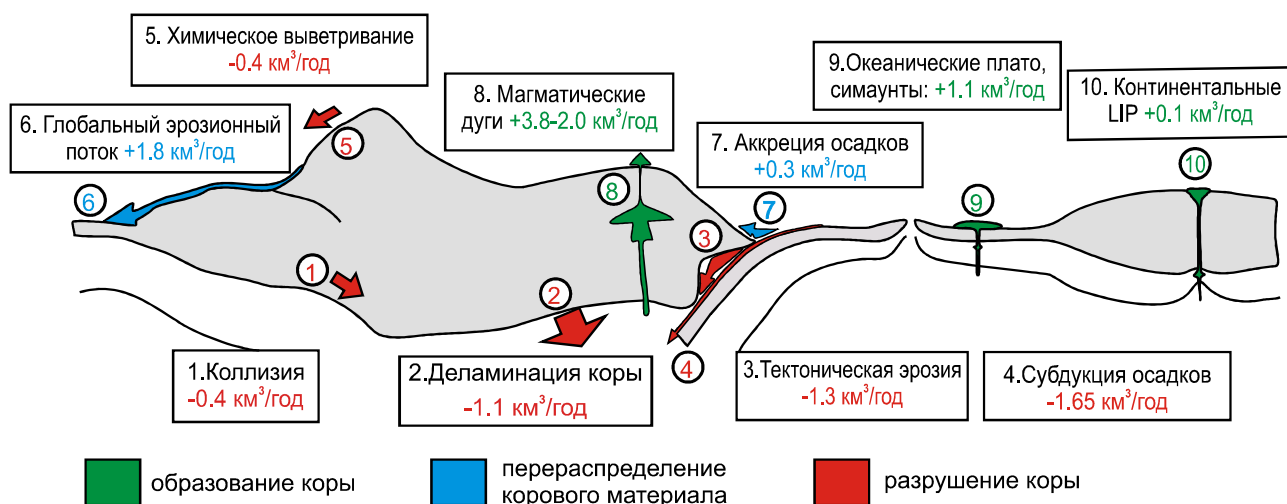 5. Химическое выветривание
-0.4 км³/год
6. Глобальный эрозионный
поток +1.8 км³/год
8. Магматические
дуги +3.8-2.0 км³/год
7. Аккреция осадков
+0.3 км³/год
9.Океанические плато,
симаунты: +1.1 км³/год
10. Континентальные
LIP +0.1 км³/год
5
6
8
7
3
9
10
1
2
4
1.Коллизия
-0.4 км³/год
2.Деламинация коры
-1.1 км³/год
3.Тектоническая эрозия
-1.3 км³/год
4.Субдукция осадков
-1.65 км³/год
образование коры
перераспределение
корового материала
разрушение коры